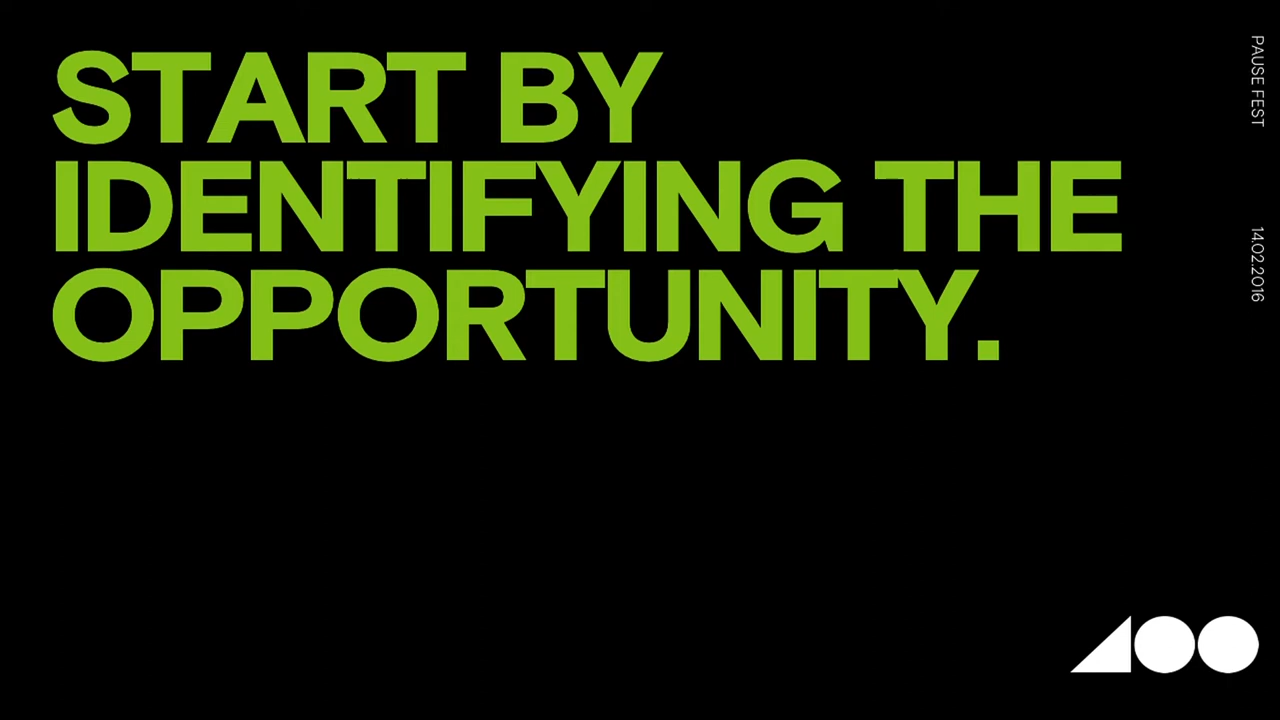 START BY
IDENTIFYING THE
OPPORTUNITY.
PAUSE FEST
14.02.2016